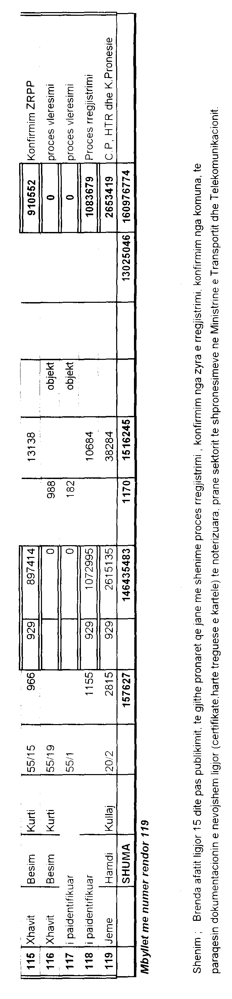 115 Xhavit Besim Kurti 55/15 966 929 897414 13138 910552 Konfirmim ZRPP
116 Xhavit Besim Kurti 55/19 0 988 objekt 0 proces vleresimi
117 i paidentifikuar 55/1 0 182 objekt 0 proces vleresimi
118 i paidentifikuar 1155 929 1072995 10684 1083679 Proces rregjistrimi
119 Jeme Hamdi Kullaj 20/2 2815 929 2615135 38284 2653419 C.P, HTR dhe K.Pronesie
SHUMA 157627 146435483 1170 1516245 13025046 160976774
Mbyllet me numer rendor 119
Shenim ; Brenda afatit ligjor 15 dite pas publikimit, te gjithe pronaret qe jane me shenime proces rregjistrimi , konfirmim nga zyra e rregjistrimi, konfirmim nga komuna, te
paraqesin dokumentacionin e nevojshem ligjor (certifikate,harte treguese e kartele) te noterizuara, prane sektorit te shpronesimeve ne Ministrine e Transportit dhe Telekomunikacionit.